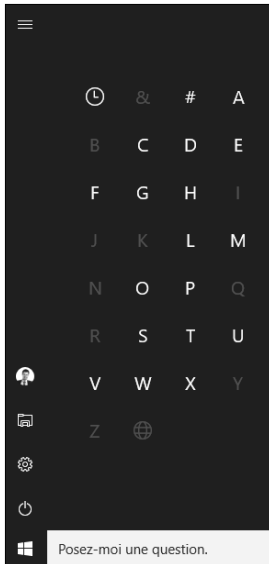 & # A
B C D E
F G H I
J K L M
N O P Q
R S T U
V W X Y
Z
Posez-moi une question.